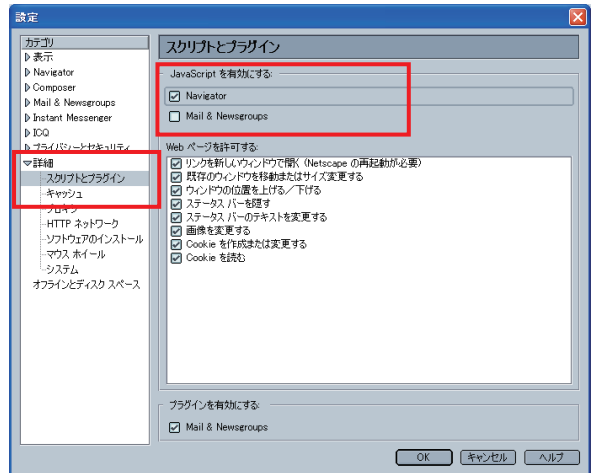 設定
カテゴリ
表示
Navigator
Composer
Mail & Newsgroups
Instant Messenger
ICQ
プライバシーとセキュリティ
詳細
スクリプトとプラグイン
キャッシュ
プロキシ
HTTP ネットワーク
ソフトウェアのインストール
マウス ホイール
システム
オフラインとディスク スペース
スクリプトとプラグイン
JavaScript を有効にする:
Navigator
Mail & Newsgroups
Web ページを許可する:
リンクを新しいウィンドウで開く (Netscape の再起動が必要)
既存のウィンドウを移動またはサイズ変更する
ウィンドウの位置を上げる/下げる
ステータス バーを隠す
ステータス バーのテキストを変更する
画像を変更する
Cookie を作成または変更する
Cookie を読む
プラグインを有効にする:
Mail & Newsgroups
OK キャンセル ヘルプ